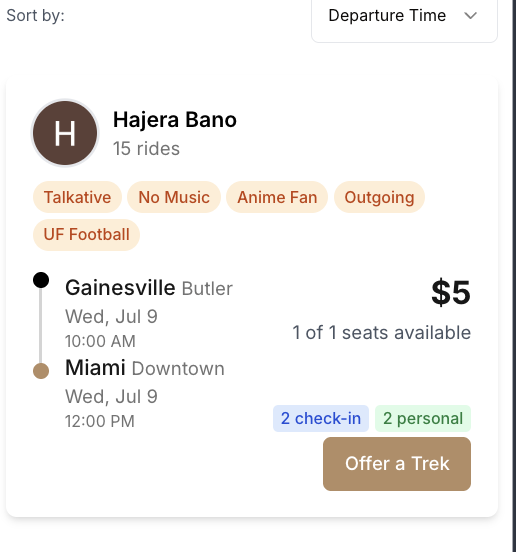 Sort by: Departure Time
H
Hajera Bano
15 rides
Talkative No Music Anime Fan Outgoing
UF Football
Gainesville Butler
$5
Wed, Jul 9
1 of 1 seats available
10:00 AM
Miami Downtown
Wed, Jul 9
12:00 PM
2 check-in 2 personal
Offer a Trek